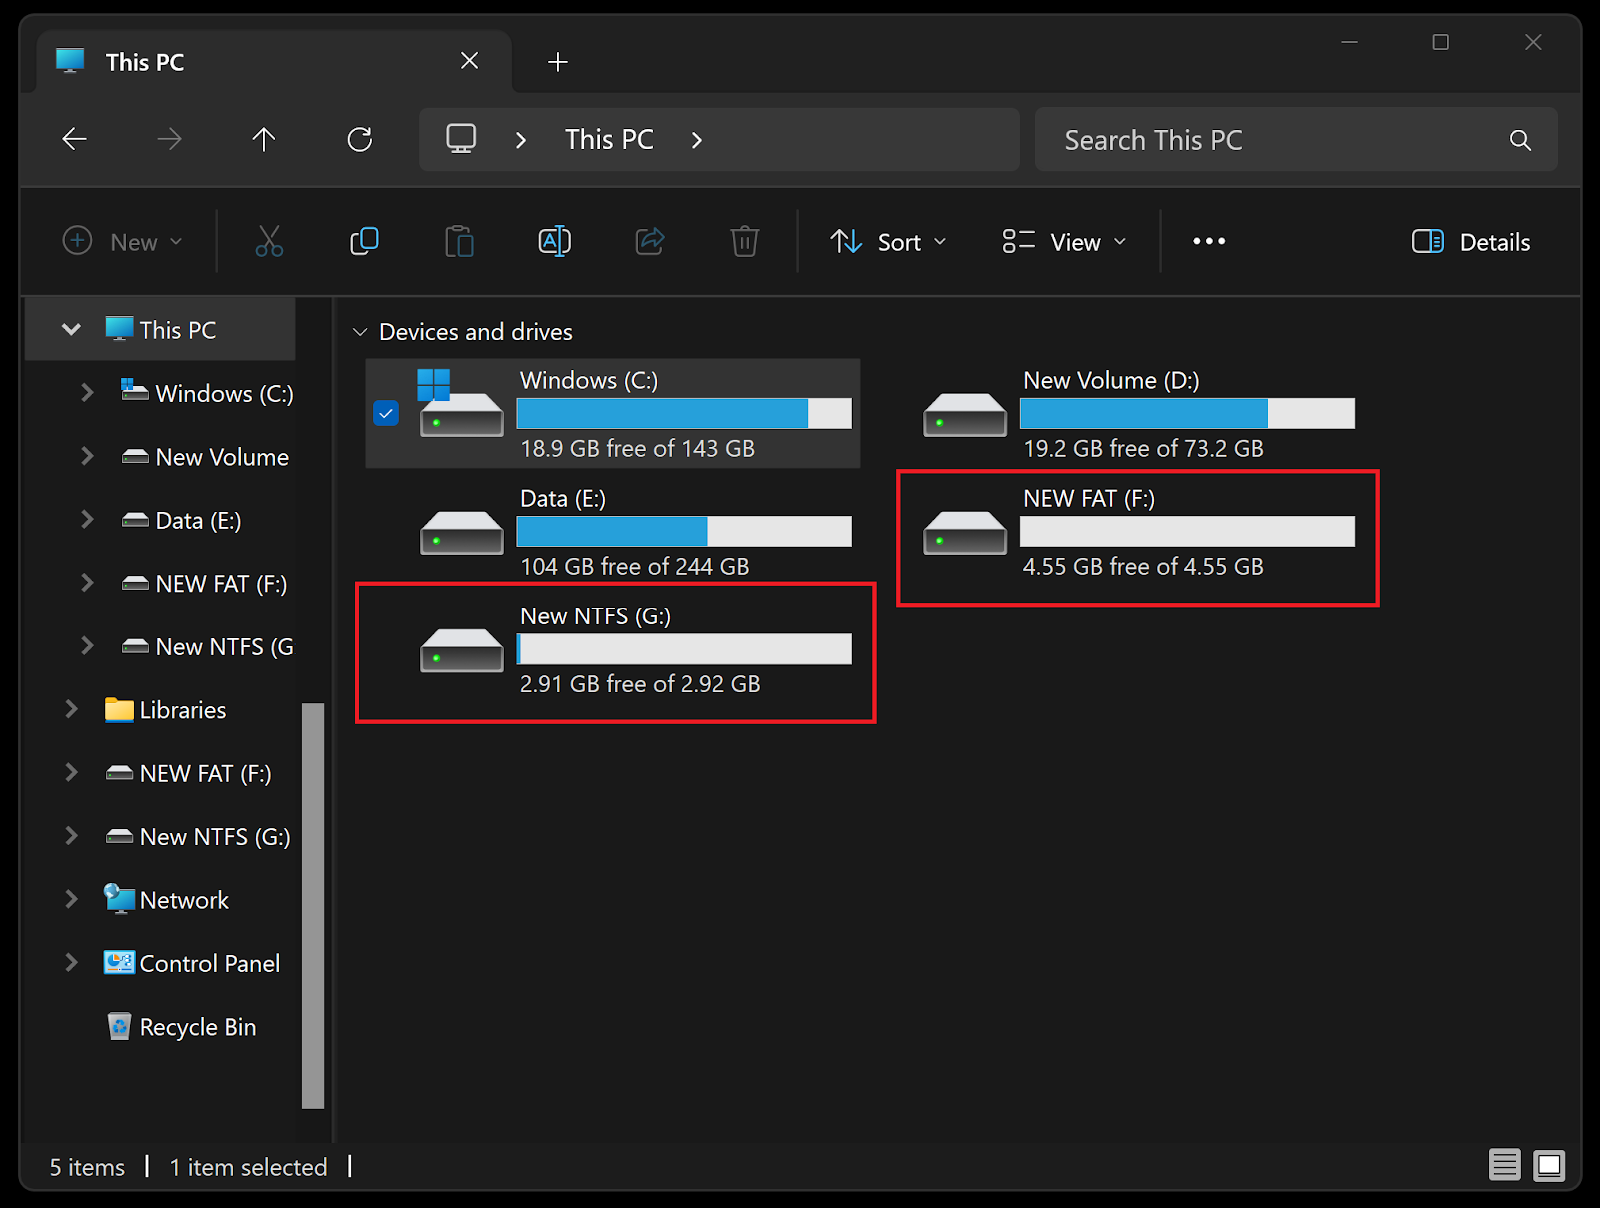 This PC
This PC
Search This PC
New
Sort
View
Details
This PC
Windows (C:)
New Volume
Data (E:)
NEW FAT (F:)
New NTFS (G
Libraries
NEW FAT (F:)
New NTFS (G:)
Network
Control Panel
Recycle Bin
Devices and drives
Windows (C:)
18.9 GB free of 143 GB
New Volume (D:)
19.2 GB free of 73.2 GB
Data (E:)
104 GB free of 244 GB
NEW FAT (F:)
4.55 GB free of 4.55 GB
New NTFS (G:)
2.91 GB free of 2.92 GB
5 items
1 item selected